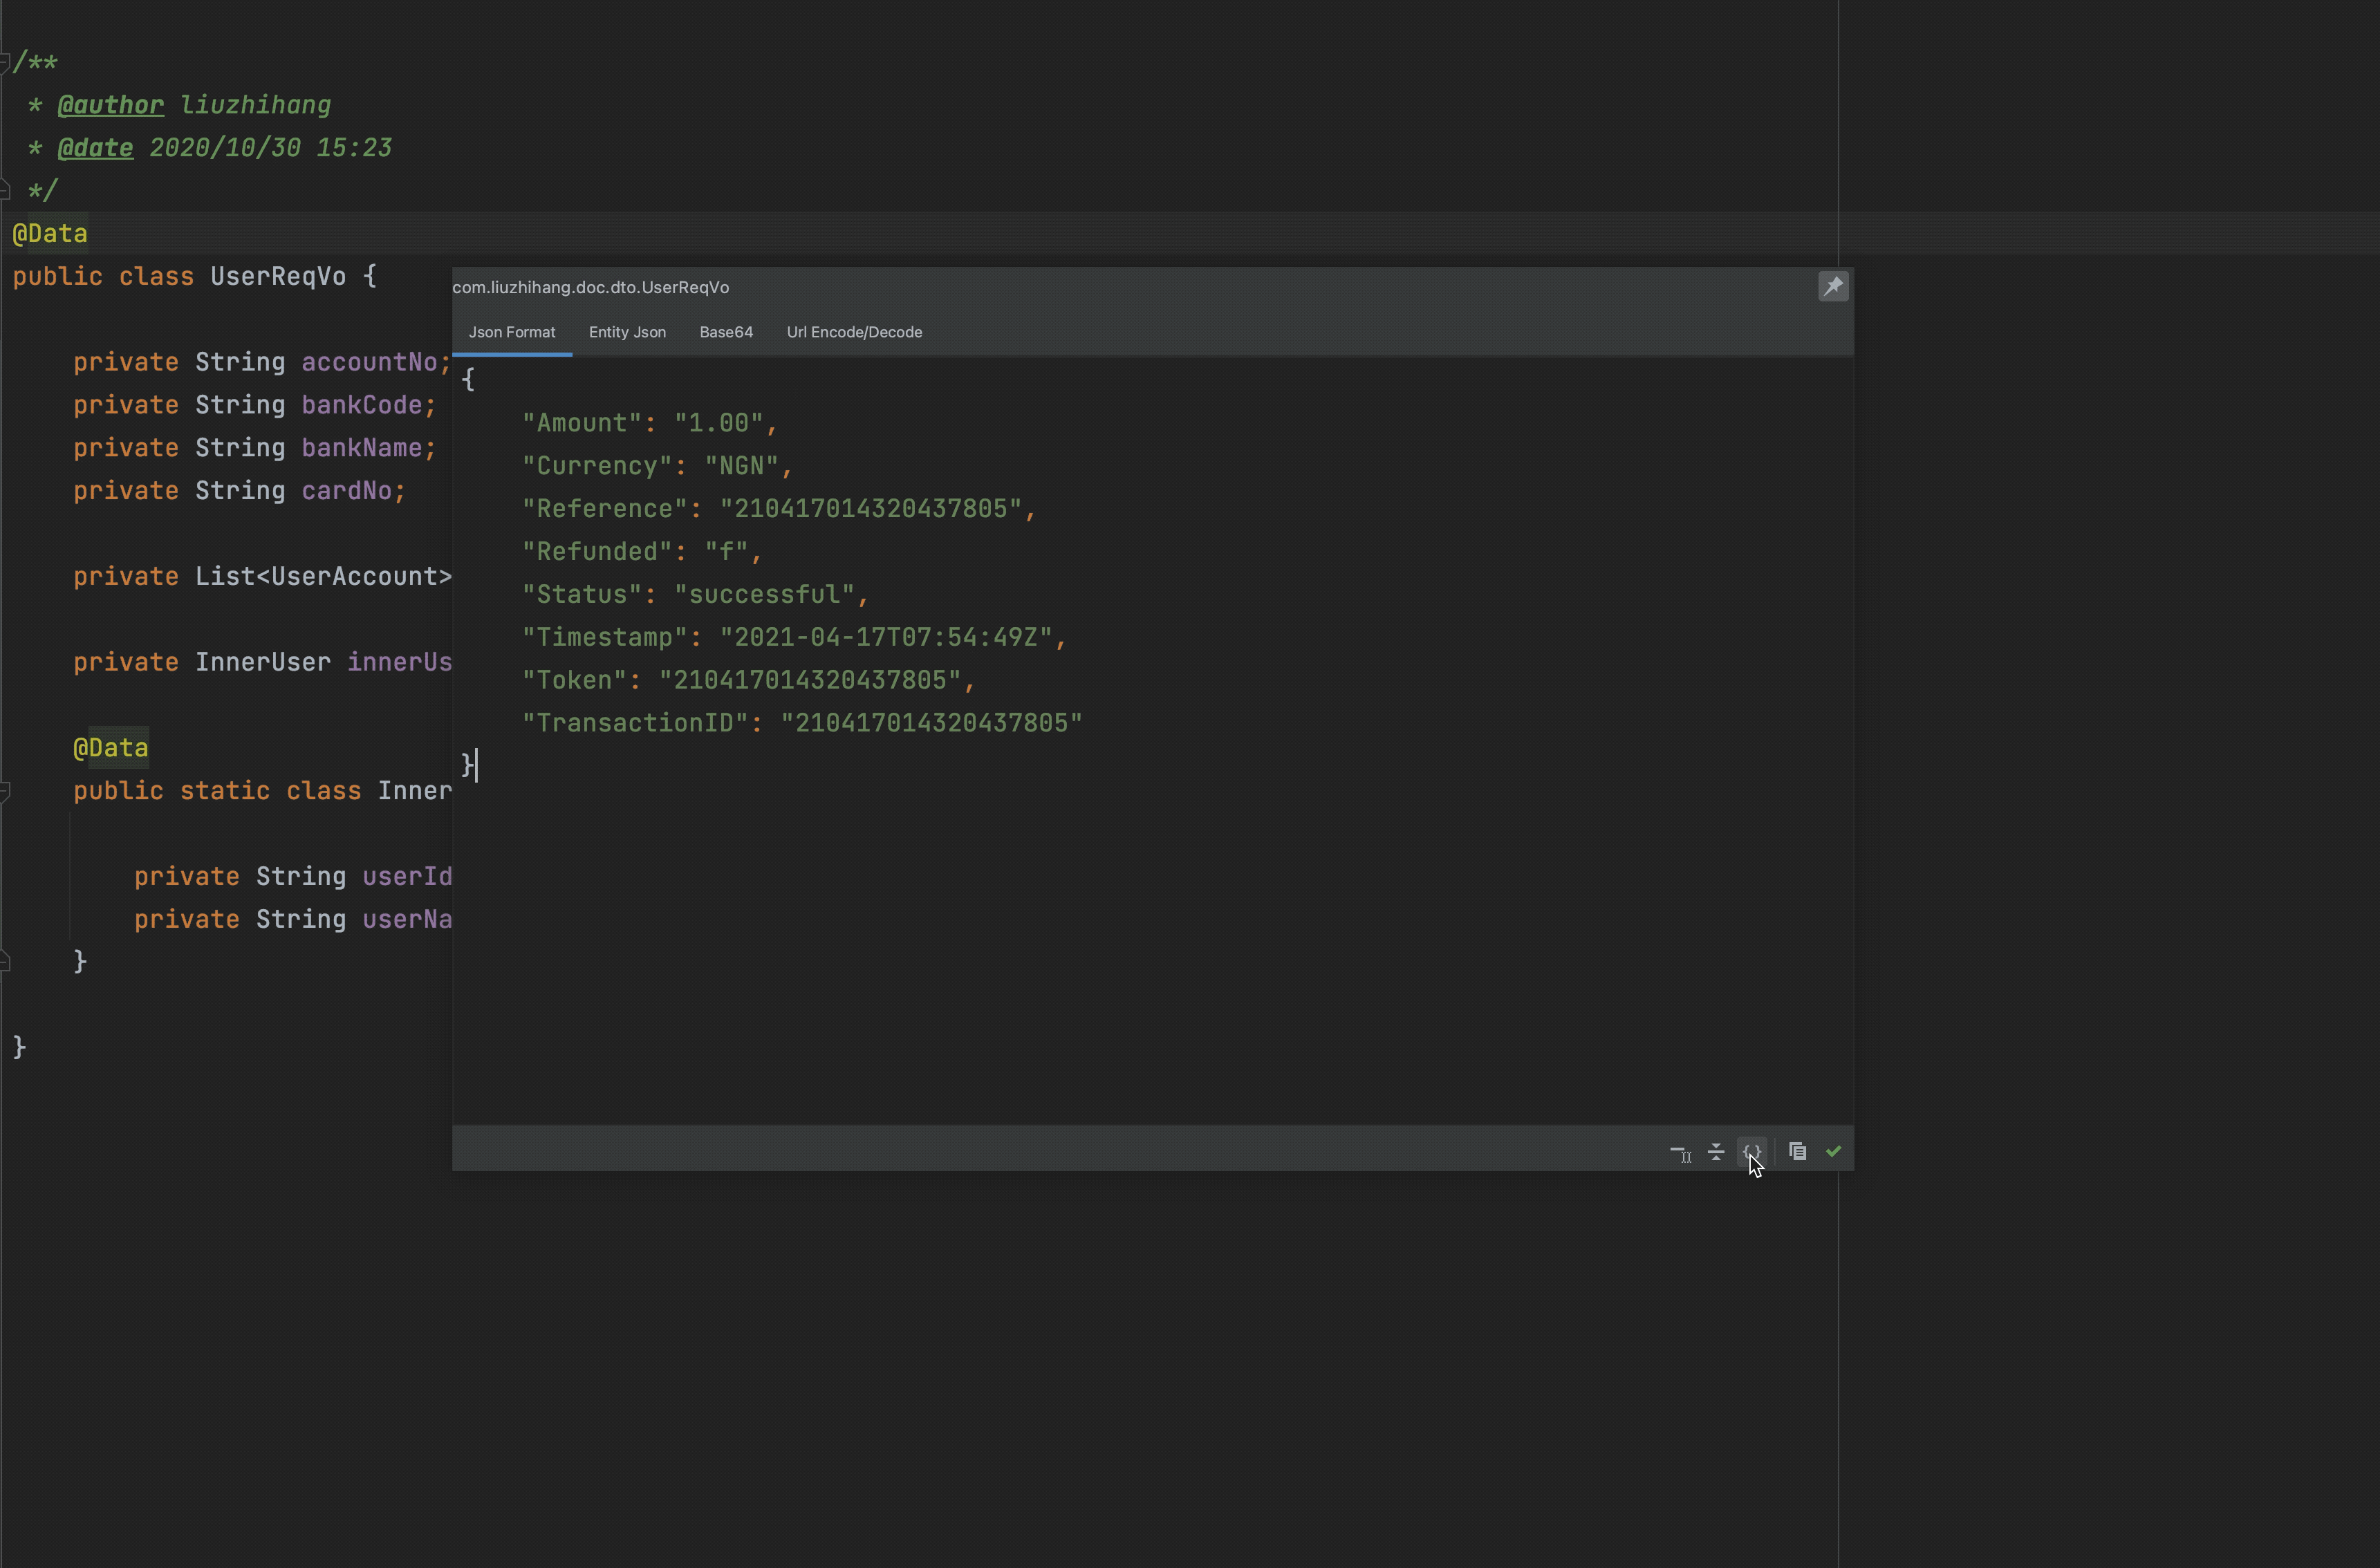 /**
* @author liuzhihang
* @date 2020/10/30 15:23
*/
@Data
public class UserReqVo {
private String accountNo;
private String bankCode;
private String bankName;
private String cardNo;
private List<UserAccount>
private InnerUser innerUs
@Data
public static class Inner
private String userId
private String userNa
}
}
com.liuzhihang.doc.dto.UserReqVo
Json Format Entity Json Base64 Url Encode/Decode
{
"Amount": "1.00",
"Currency": "NGN",
"Reference": "210417014320437805",
"Refunded": "f",
"Status": "successful",
"Timestamp": "2021-04-17T07:54:49Z",
"Token": "210417014320437805",
"TransactionID": "210417014320437805"
}